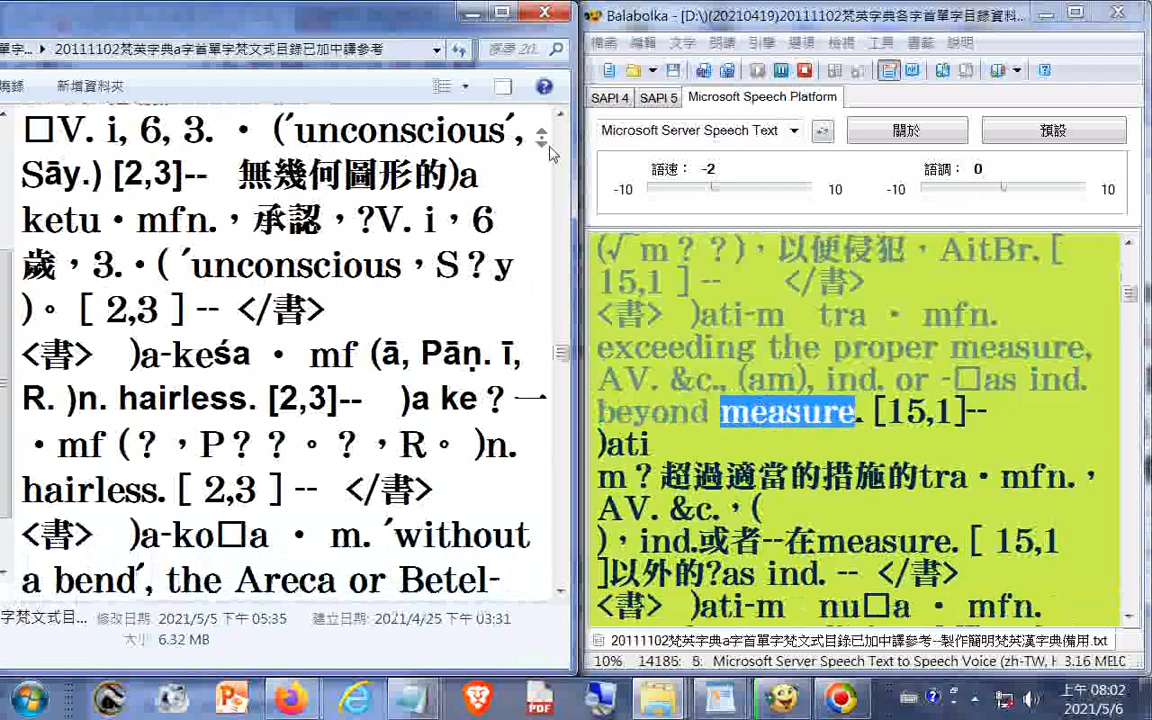 單字... ▸ 20111102梵英字典a字首單字梵文式目錄已加中譯參考
燒錄 新增資料夾
□V. i, 6, 3. • (´unconscious´,
Sāy.) [2,3]-- 無幾何圖形的)a
ketu・mfn.，承認，?V. i，6
歲，3.・( ´unconscious，S？y
)。[ 2,3 ] -- </書>
<書> )a-keśa • mf (ā, Pāṇ. ī,
R. )n. hairless. [2,3]-- )a ke？一
・mf (？，P？？。？，R。)n.
hairless. [ 2,3 ] -- </書>
<書> )a-ko□a • m. ´without
a bend´, the Areca or Betel-
字梵文式目... 修改日期: 2021/5/5 下午 05:35 建立日期: 2021/4/25 下午 03:31
大小: 6.32 MB
Balabolka - [D:\)(20210419)20111102梵英字典各字首單字目錄資料...
檔案 編輯 文字 朗讀 引擎 選項 檢視 工具 書籤 說明
SAPI 4 SAPI 5 Microsoft Speech Platform
Microsoft Server Speech Text 關於 預設
語速: -2 語調: 0
-10 10 -10 10
(√¯m？？)，以便侵犯，AitBr. [
15,1 ] -- </書>
<書> )ati-m tra • mfn.
exceeding the proper measure,
AV. &c., (am), ind. or -□as ind.
beyond measure. [15,1]--
)ati
m？超過適當的措施的tra・mfn.，
AV. &c.，(
)，ind.或者--在measure. [ 15,1
]以外的?as ind. -- </書>
<書> )ati-m nu□a • mfn.
20111102梵英字典a字首單字梵文式目錄已加中譯參考--製作簡明梵英漢字典備用.txt
10% 14185: 5: Microsoft Server Speech Text to Speech Voice (zh-TW, H 3.16 MEL
上午 08:02
2021/5/6